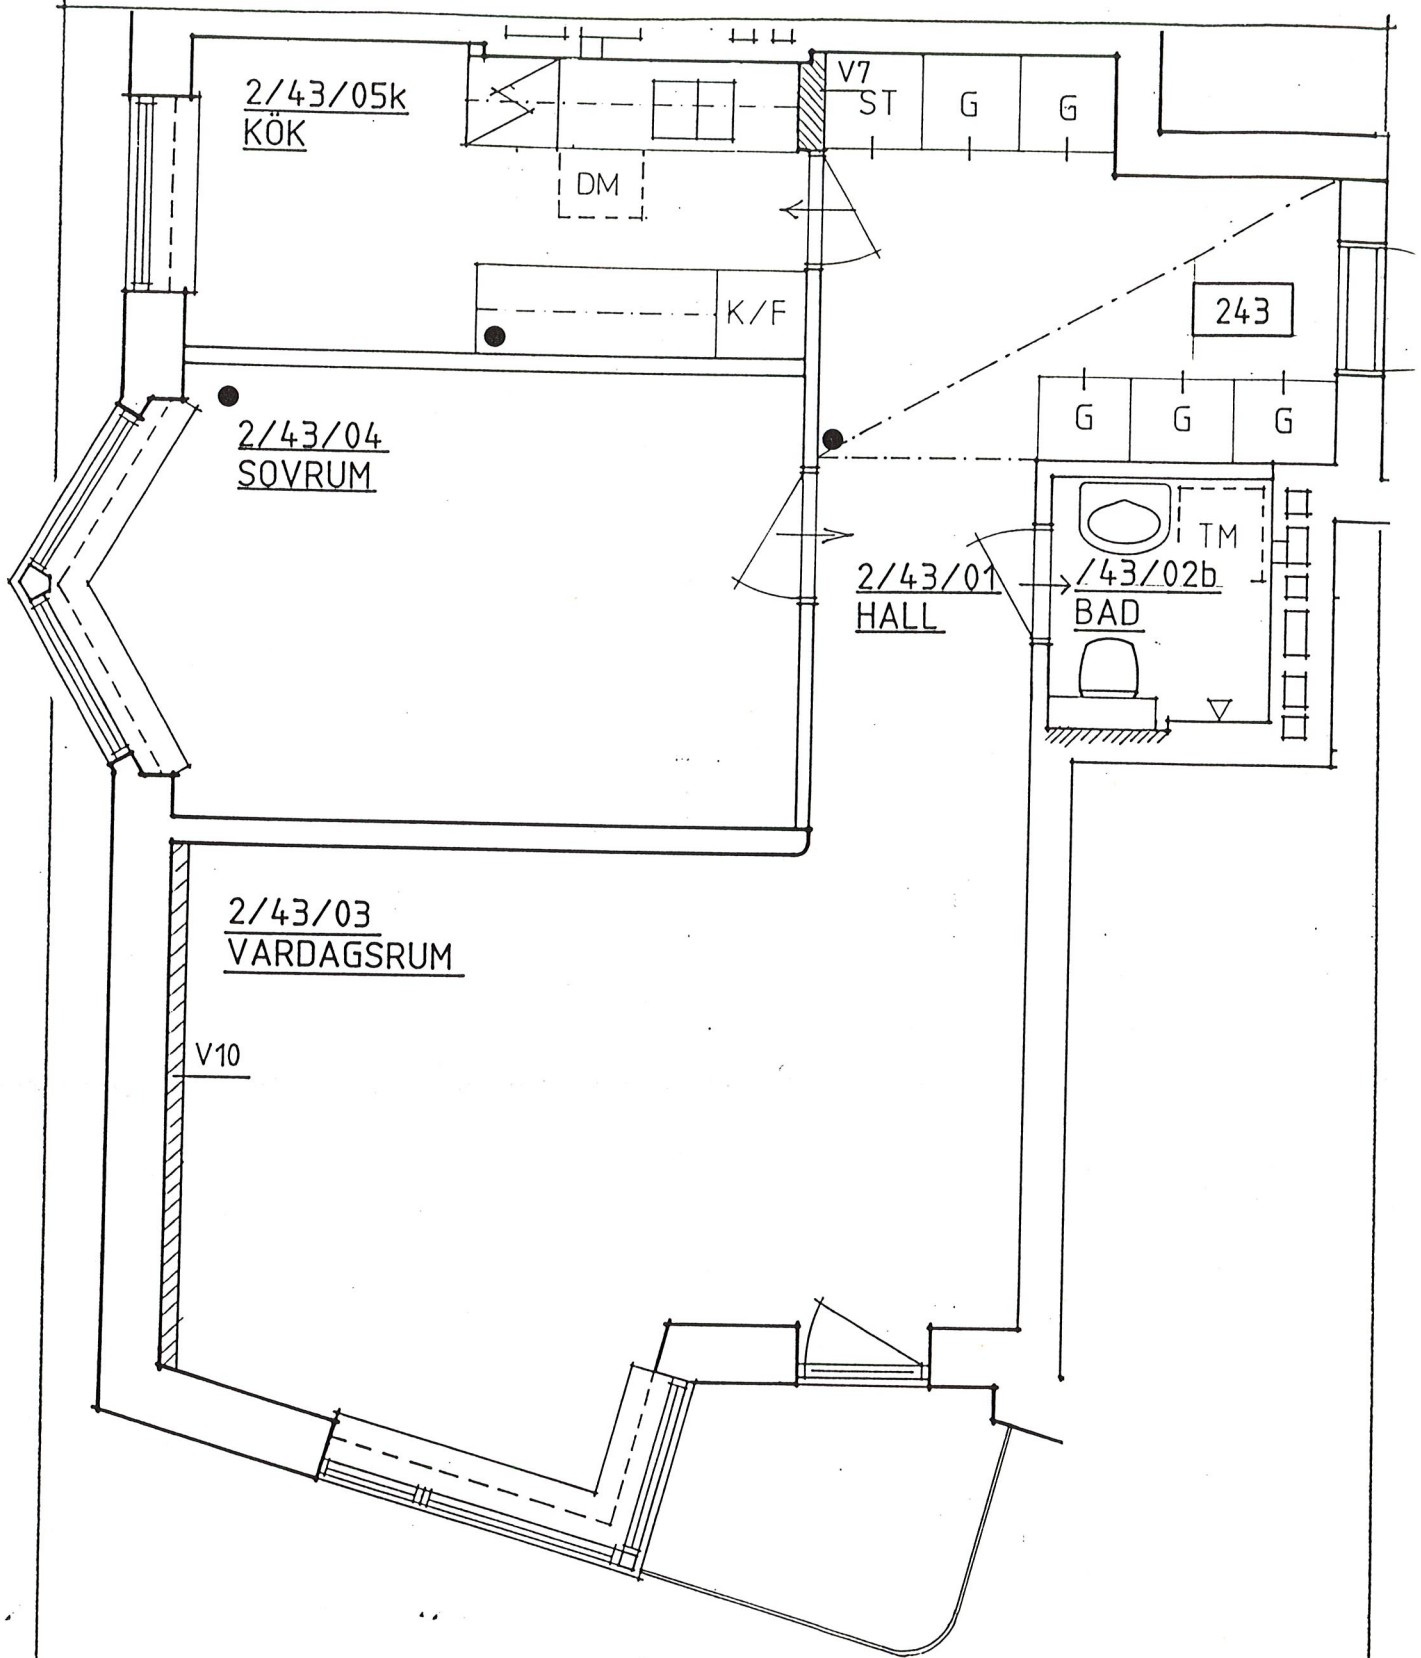 2/43/05k
KÖK
V7
ST
G
G
DM
K/F
243
G
G
G
2/43/04
SOVRUM
TM
2/43/01
HALL
/43/02b
BAD
2/43/03
VARDAGSRUM
V10